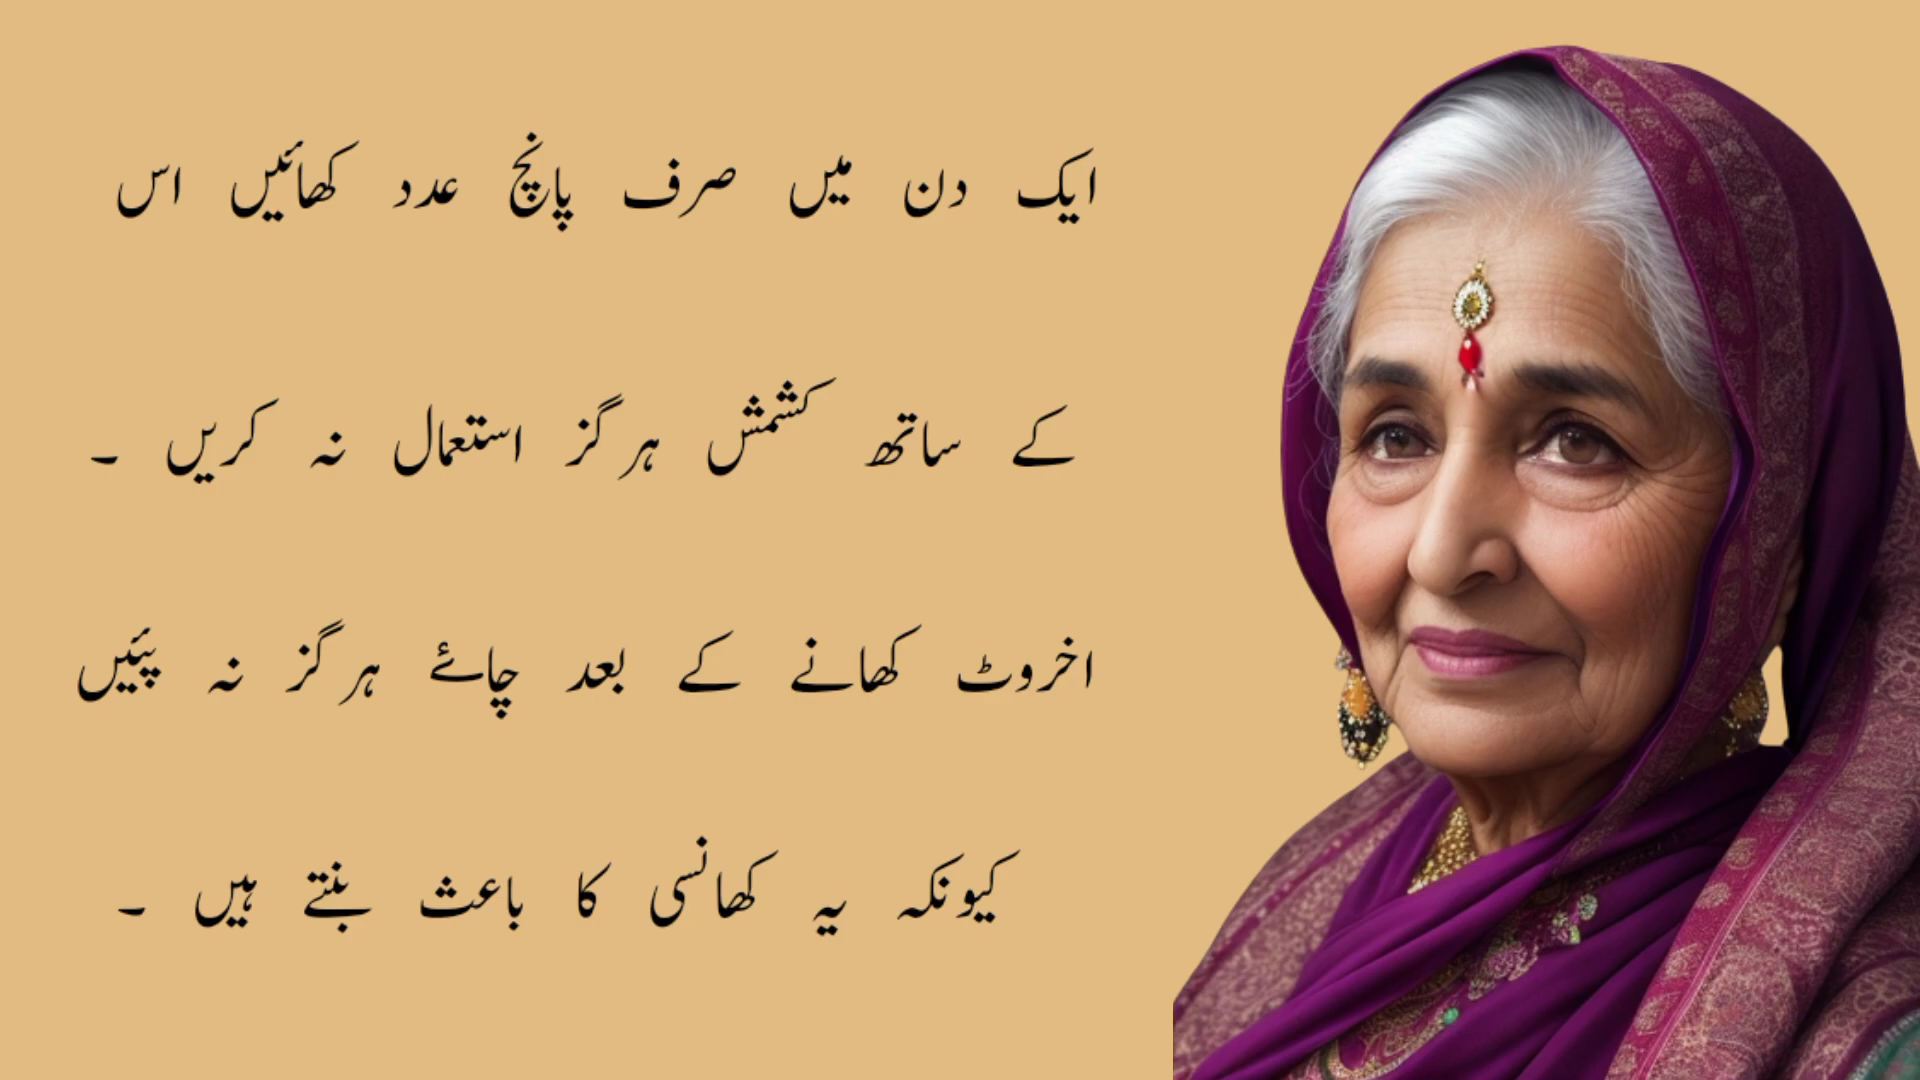 ایک دن میں صرف پانچ عدد کھائیں اس
کے ساتھ کشمش ہرگز استعمال نہ کریں ۔
اخروٹ کھانے کے بعد چائے ہرگز نہ پئیں
کیونکہ یہ کھانسی کا باعث بنتے ہیں ۔